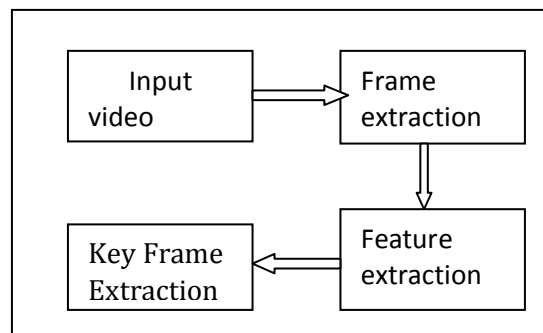 Input
video
Frame
extraction
Feature
extraction
Key Frame
Extraction